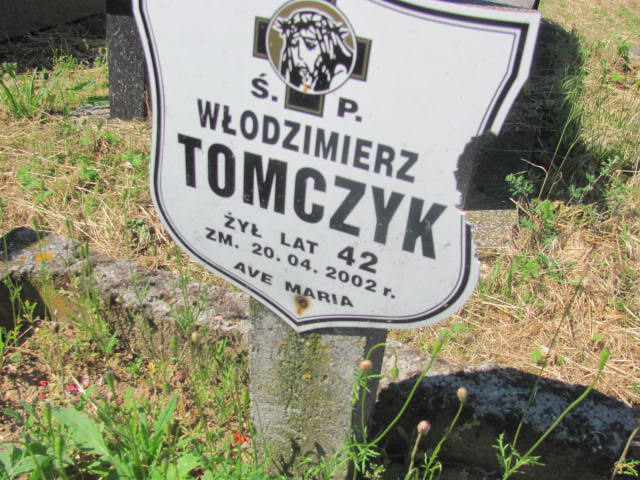 Ś. P.
WŁODZIMIERZ
TOMCZYK
ŻYŁ LAT 42
ZM. 20.04.2002 r.
AVE MARIA